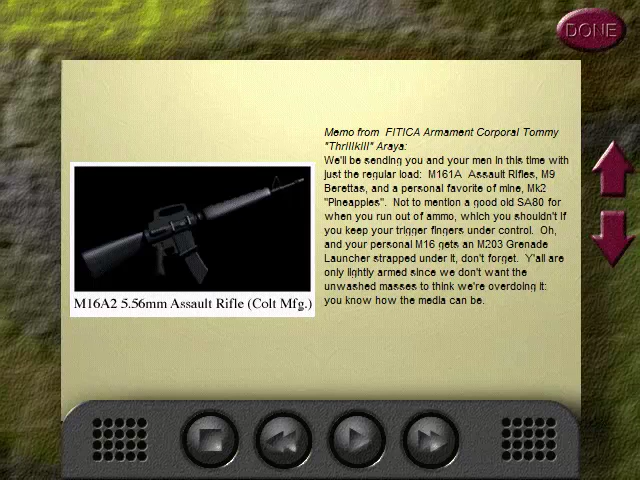 DONE
Memo from FITICA Armament Corporal Tommy
"Thrillkill" Araya:
We'll be sending you and your men in this time with
just the regular load: M161A Assault Rifles, M9
Berettas, and a personal favorite of mine, Mk2
"Pineapples". Not to mention a good old SA80 for
when you run out of ammo, which you shouldn't if
you keep your trigger fingers under control. Oh,
and your personal M16 gets an M203 Grenade
Launcher strapped under it, don't forget. Y'all are
only lightly armed since we don't want the
unwashed masses to think we're overdoing it:
you know how the media can be.
M16A2 5.56mm Assault Rifle (Colt Mfg.)